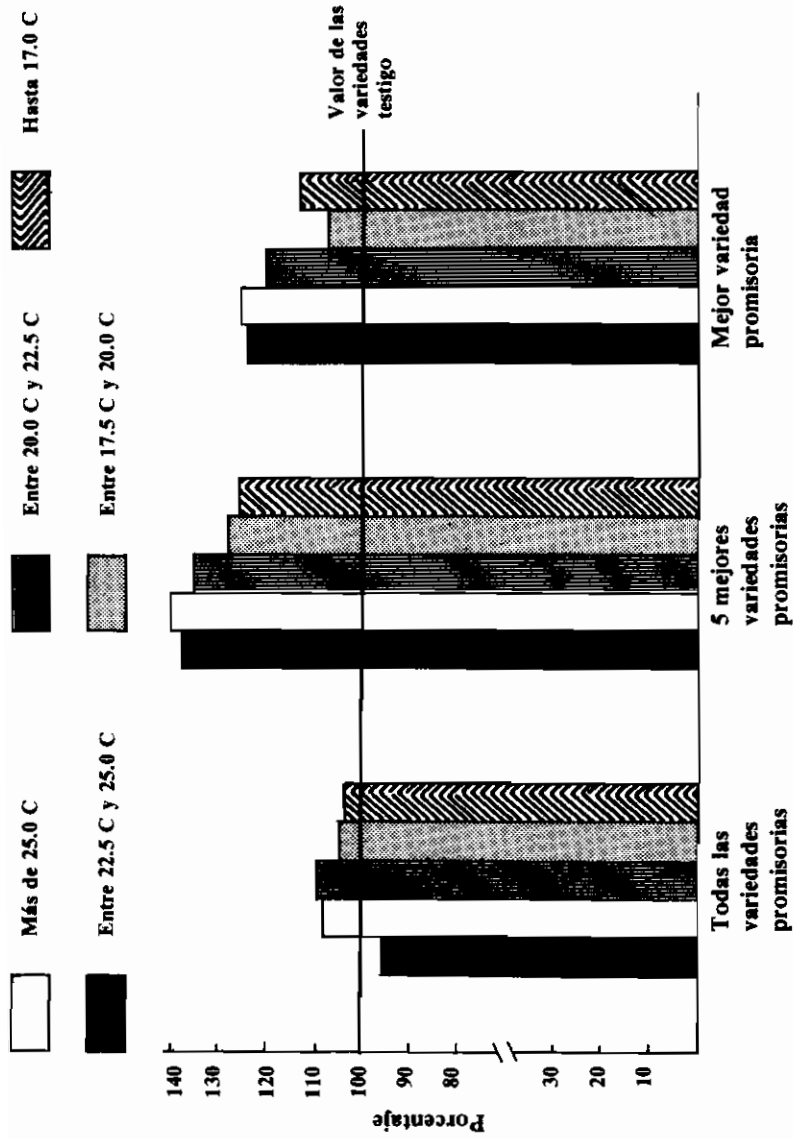 Más de 25.0 C
Entre 20.0 C y 22.5 C
Hasta 17.0 C
Entre 22.5 C y 25.0 C
Entre 17.5 C y 20.0 C
Porcentaje
140
130
120
110
100
90
80
30
20
10
Valor de las
variedades
testigo
Todas las
variedades
promisorias
5 mejores
variedades
promisorias
Mejor variedad
promisoria